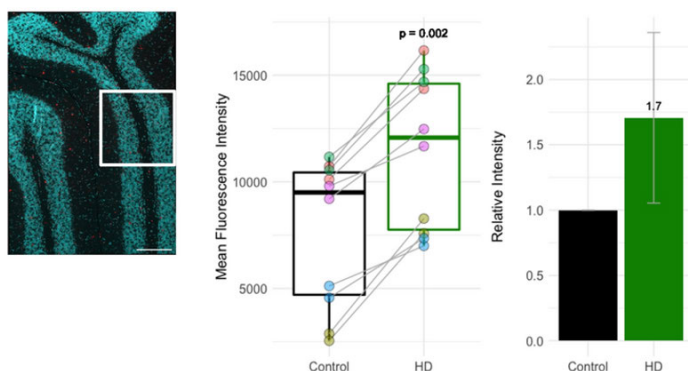 p = 0.002
Mean Fluorescence Intensity
15000
10000
5000
Control
HD
Relative Intensity
2.0
1.5
1.0
0.5
0.0
1.7
Control
HD